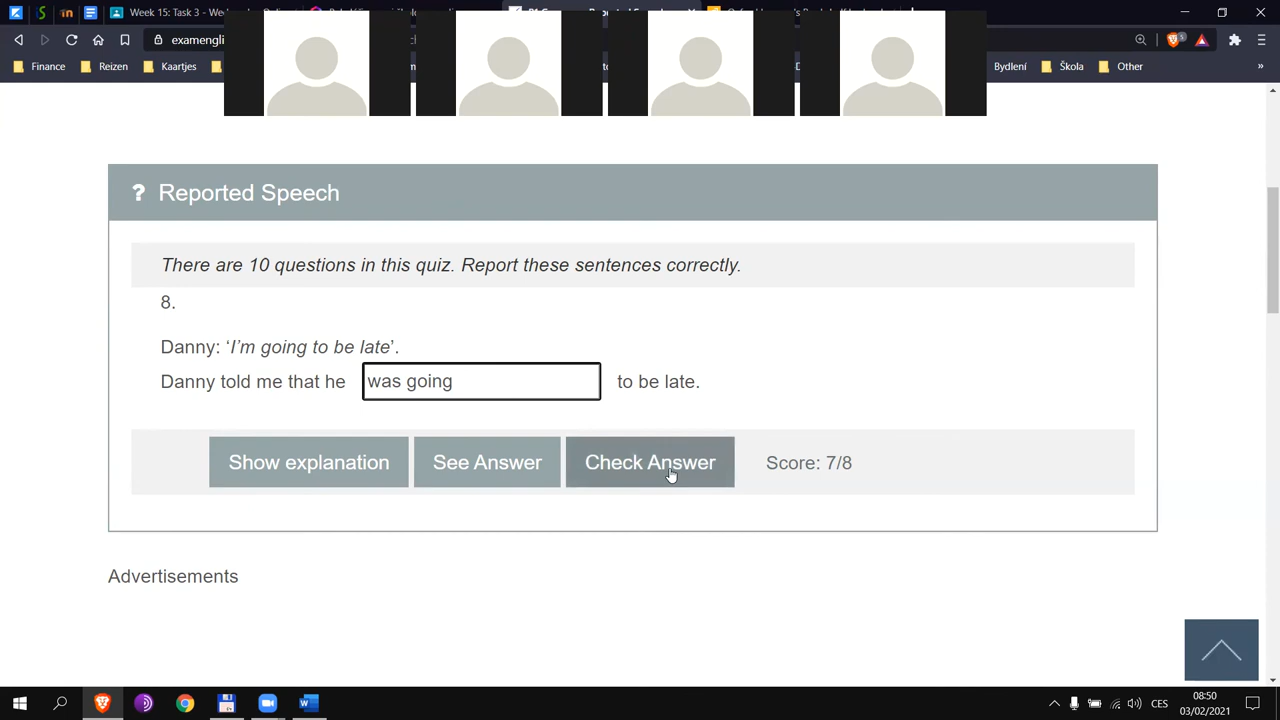 Week 15: Task 3 -
examengli
Finance
Reizen
Kaartjes
Bydlení
Škola
Other
»
? Reported Speech
There are 10 questions in this quiz. Report these sentences correctly.
8.
Danny: ‘I’m going to be late’.
Danny told me that he was going to be late.
Show explanation
See Answer
Check Answer
Score: 7/8
Advertisements
CES
08:50
03/02/2021